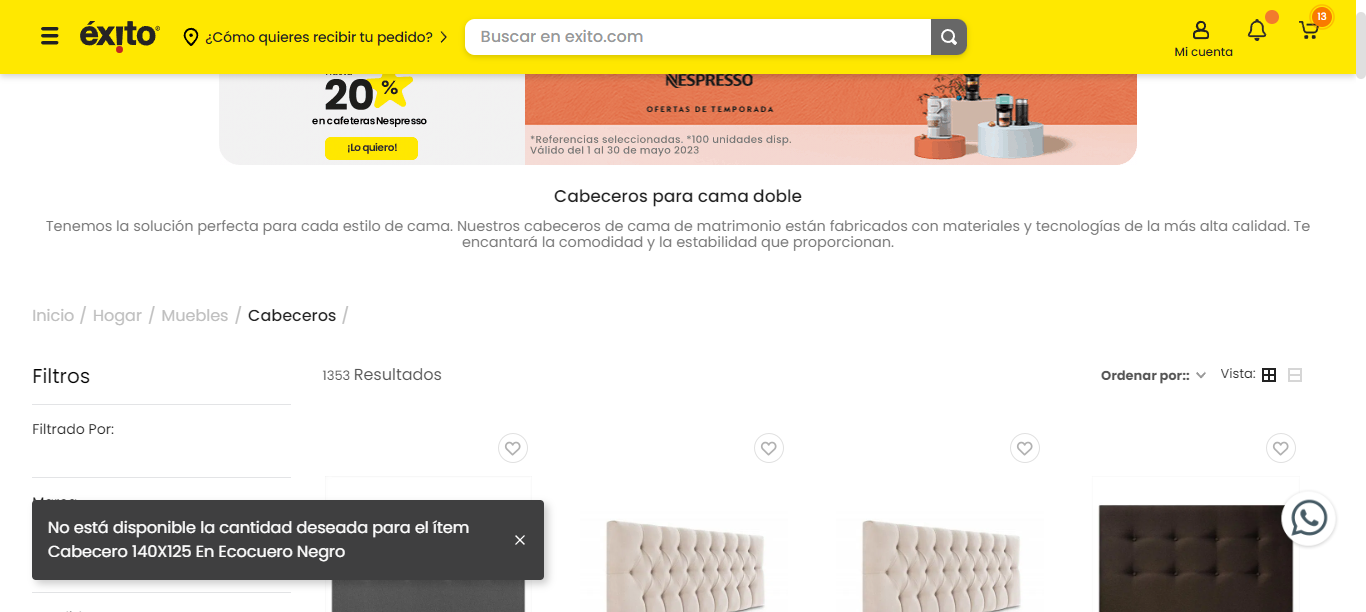 éxito
¿Cómo quieres recibir tu pedido?
Buscar en exito.com
Mi cuenta
13
20 %
en cafeteras Nespresso
¡Lo quiero!
NESPRESSO
OFERTAS DE TEMPORADA
*Referencias seleccionadas. *100 unidades disp.
Válido del 1 al 30 de mayo 2023
Cabeceros para cama doble
Tenemos la solución perfecta para cada estilo de cama. Nuestros cabeceros de cama de matrimonio están fabricados con materiales y tecnologías de la más alta calidad. Te
encantará la comodidad y la estabilidad que proporcionan.
Inicio / Hogar / Muebles / Cabeceros /
Filtros
1353 Resultados
Ordenar por::
Vista:
Filtrado Por:
No está disponible la cantidad deseada para el ítem
Cabecero 140X125 En Ecocuero Negro